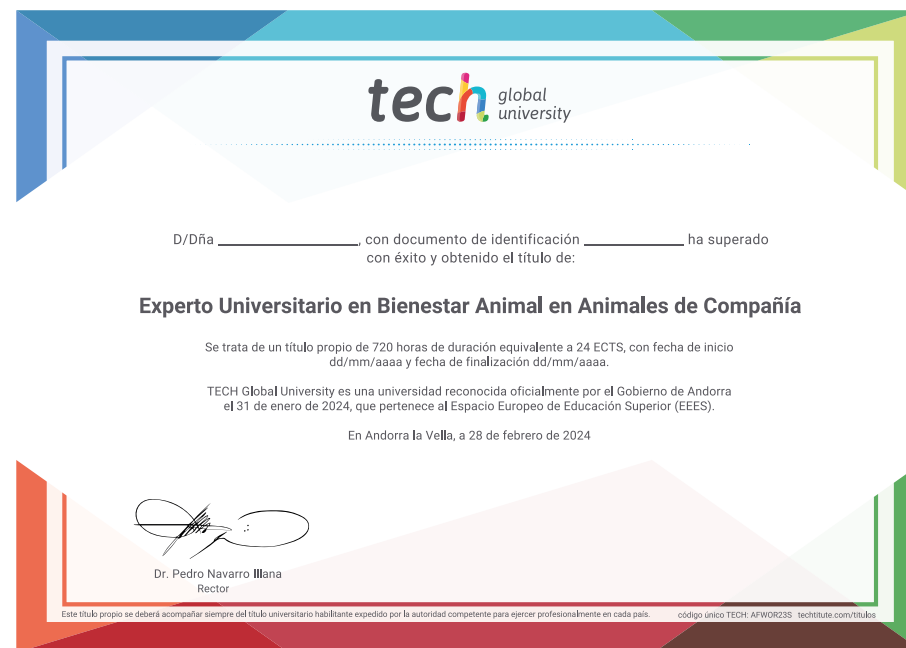 tech global university
D/Dña ____________________, con documento de identificación ______________ ha superado
con éxito y obtenido el título de:
Experto Universitario en Bienestar Animal en Animales de Compañía
Se trata de un título propio de 720 horas de duración equivalente a 24 ECTS, con fecha de inicio
dd/mm/aaaa y fecha de finalización dd/mm/aaaa.
TECH Global University es una universidad reconocida oficialmente por el Gobierno de Andorra
el 31 de enero de 2024, que pertenece al Espacio Europeo de Educación Superior (EEES).
En Andorra la Vella, a 28 de febrero de 2024
Dr. Pedro Navarro Illana
Rector
Este título propio se deberá acompañar siempre del título universitario habilitante expedido por la autoridad competente para ejercer profesionalmente en cada país. código único TECH: AFWOR23S techtitute.com/titulos